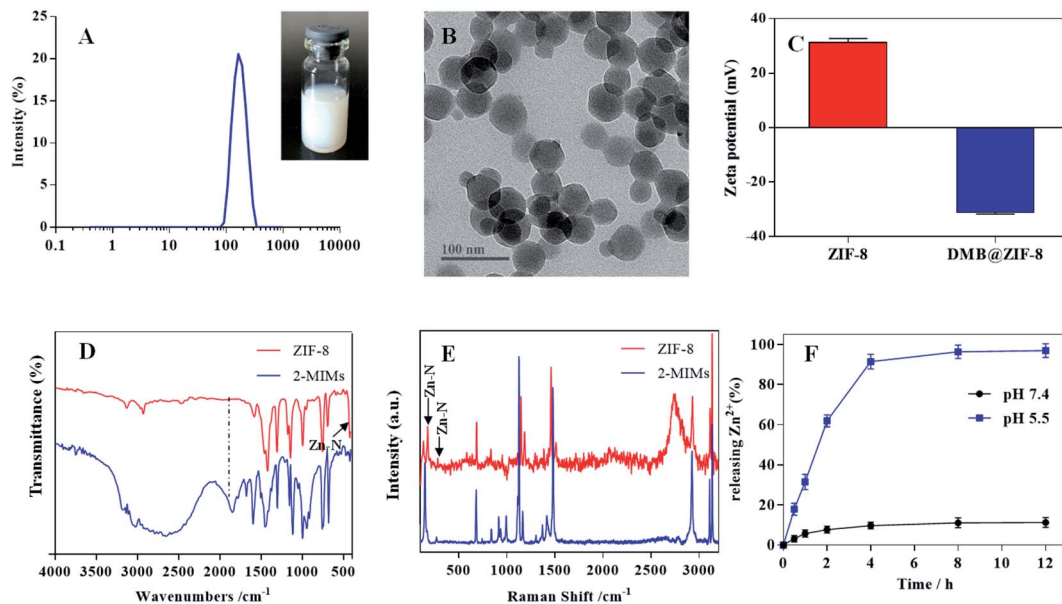 A
Intensity (%)
25
20
15
10
5
0
0.1 1 10 100 1000 10000
B
100 nm
C
Zeta potential (mV)
40
20
0
-20
-40
ZIF-8 DMB@ZIF-8
D
ZIF-8
2-MIMs
Zn-N
Transmittance (%)
4000 3500 3000 2500 2000 1500 1000 500
Wavenumbers /cm-1
E
ZIF-8
2-MIMs
Zn-N
Zn-N
Intensity (a.u.)
500 1000 1500 2000 2500 3000
Raman Shift /cm-1
F
releasing Zn2+(%)
100
80
60
40
20
0
pH 7.4
pH 5.5
0 2 4 6 8 10 12
Time / h